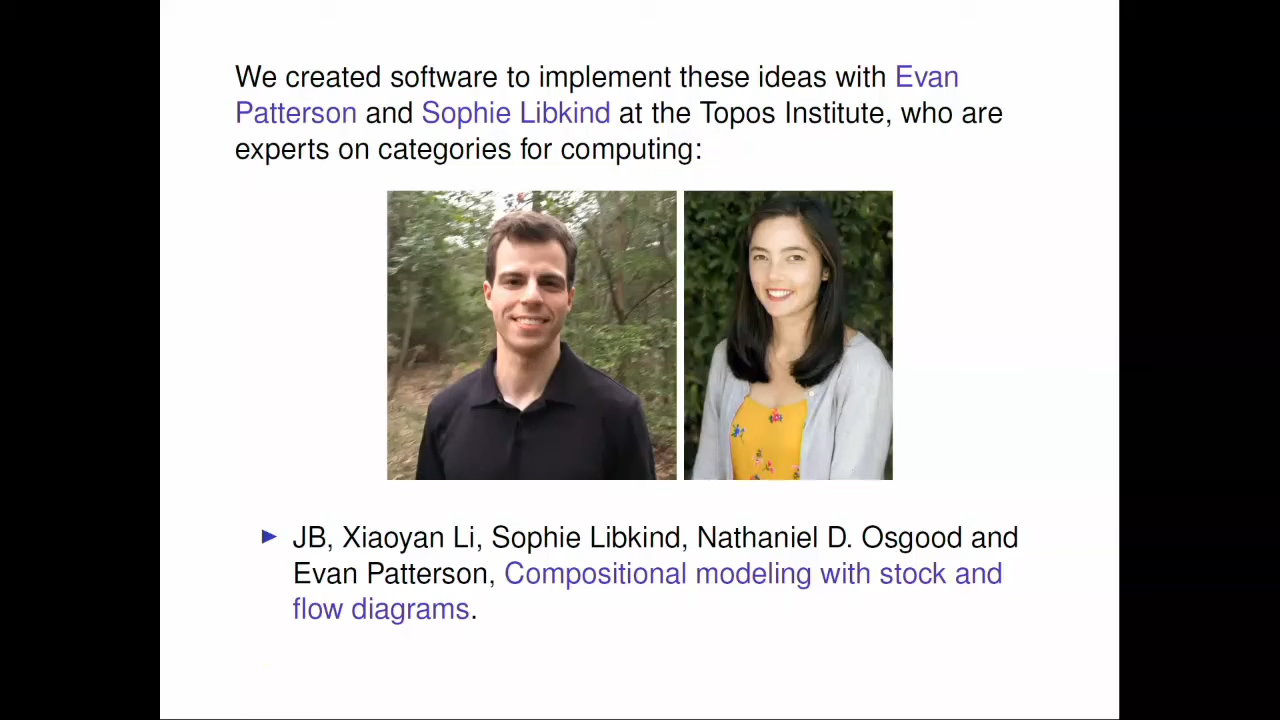 We created software to implement these ideas with Evan
Patterson and Sophie Libkind at the Topos Institute, who are
experts on categories for computing:
► JB, Xiaoyan Li, Sophie Libkind, Nathaniel D. Osgood and
Evan Patterson, Compositional modeling with stock and
flow diagrams.